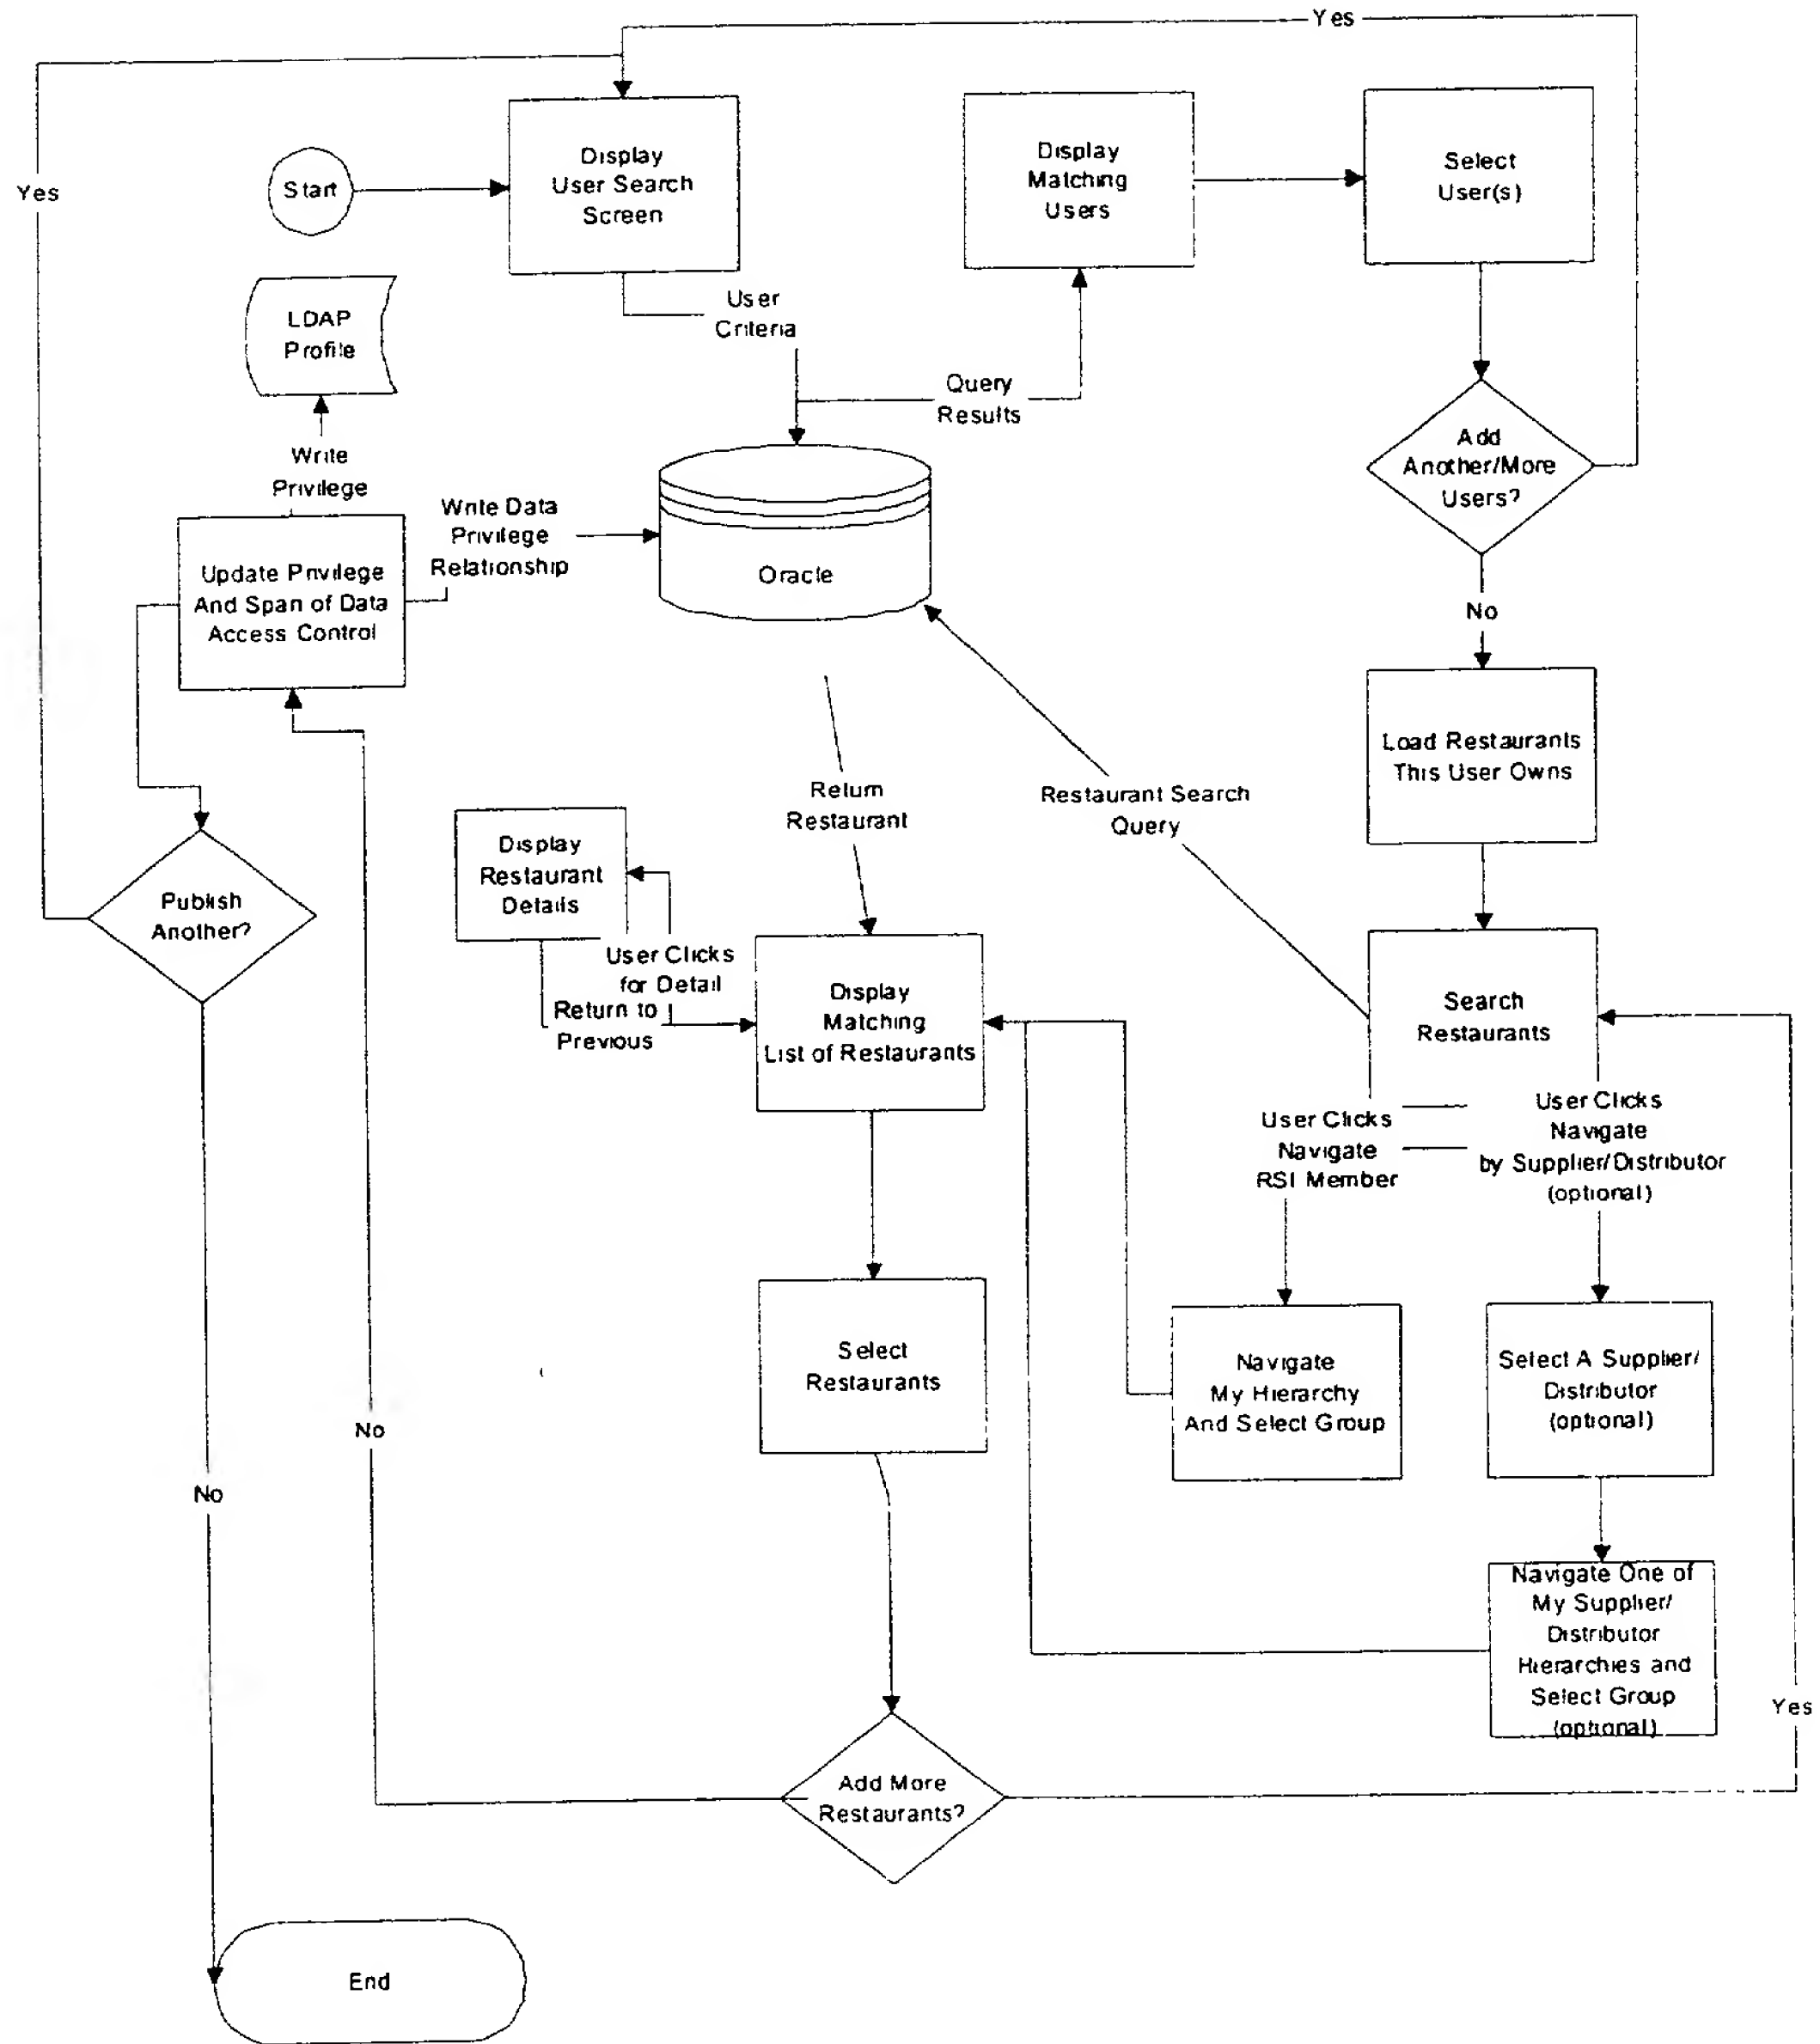 Yes
Yes
Start
Display
User Search
Screen
Display
Matching
Users
Select
User(s)
LDAP
Profile
User
Criteria
Query
Results
Add
Another/More
Users?
Write
Privilege
Write Data
Privilege
Relationship
Oracle
Update Privilege
And Span of Data
Access Control
No
Load Restaurants
This User Owns
Return
Restaurant
Restaurant Search
Query
Display
Restaurant
Details
Publish
Another?
User Clicks
for Detail
Return to
Previous
Display
Matching
List of Restaurants
Search
Restaurants
User Clicks
Navigate
RSI Member
User Clicks
Navigate
by Supplier/Distributor
(optional)
Select
Restaurants
Navigate
My Hierarchy
And Select Group
Select A Supplier/
Distributor
(optional)
No
No
Navigate One of
My Supplier/
Distributor
Hierarchies and
Select Group
(optional)
Yes
Add More
Restaurants?
End